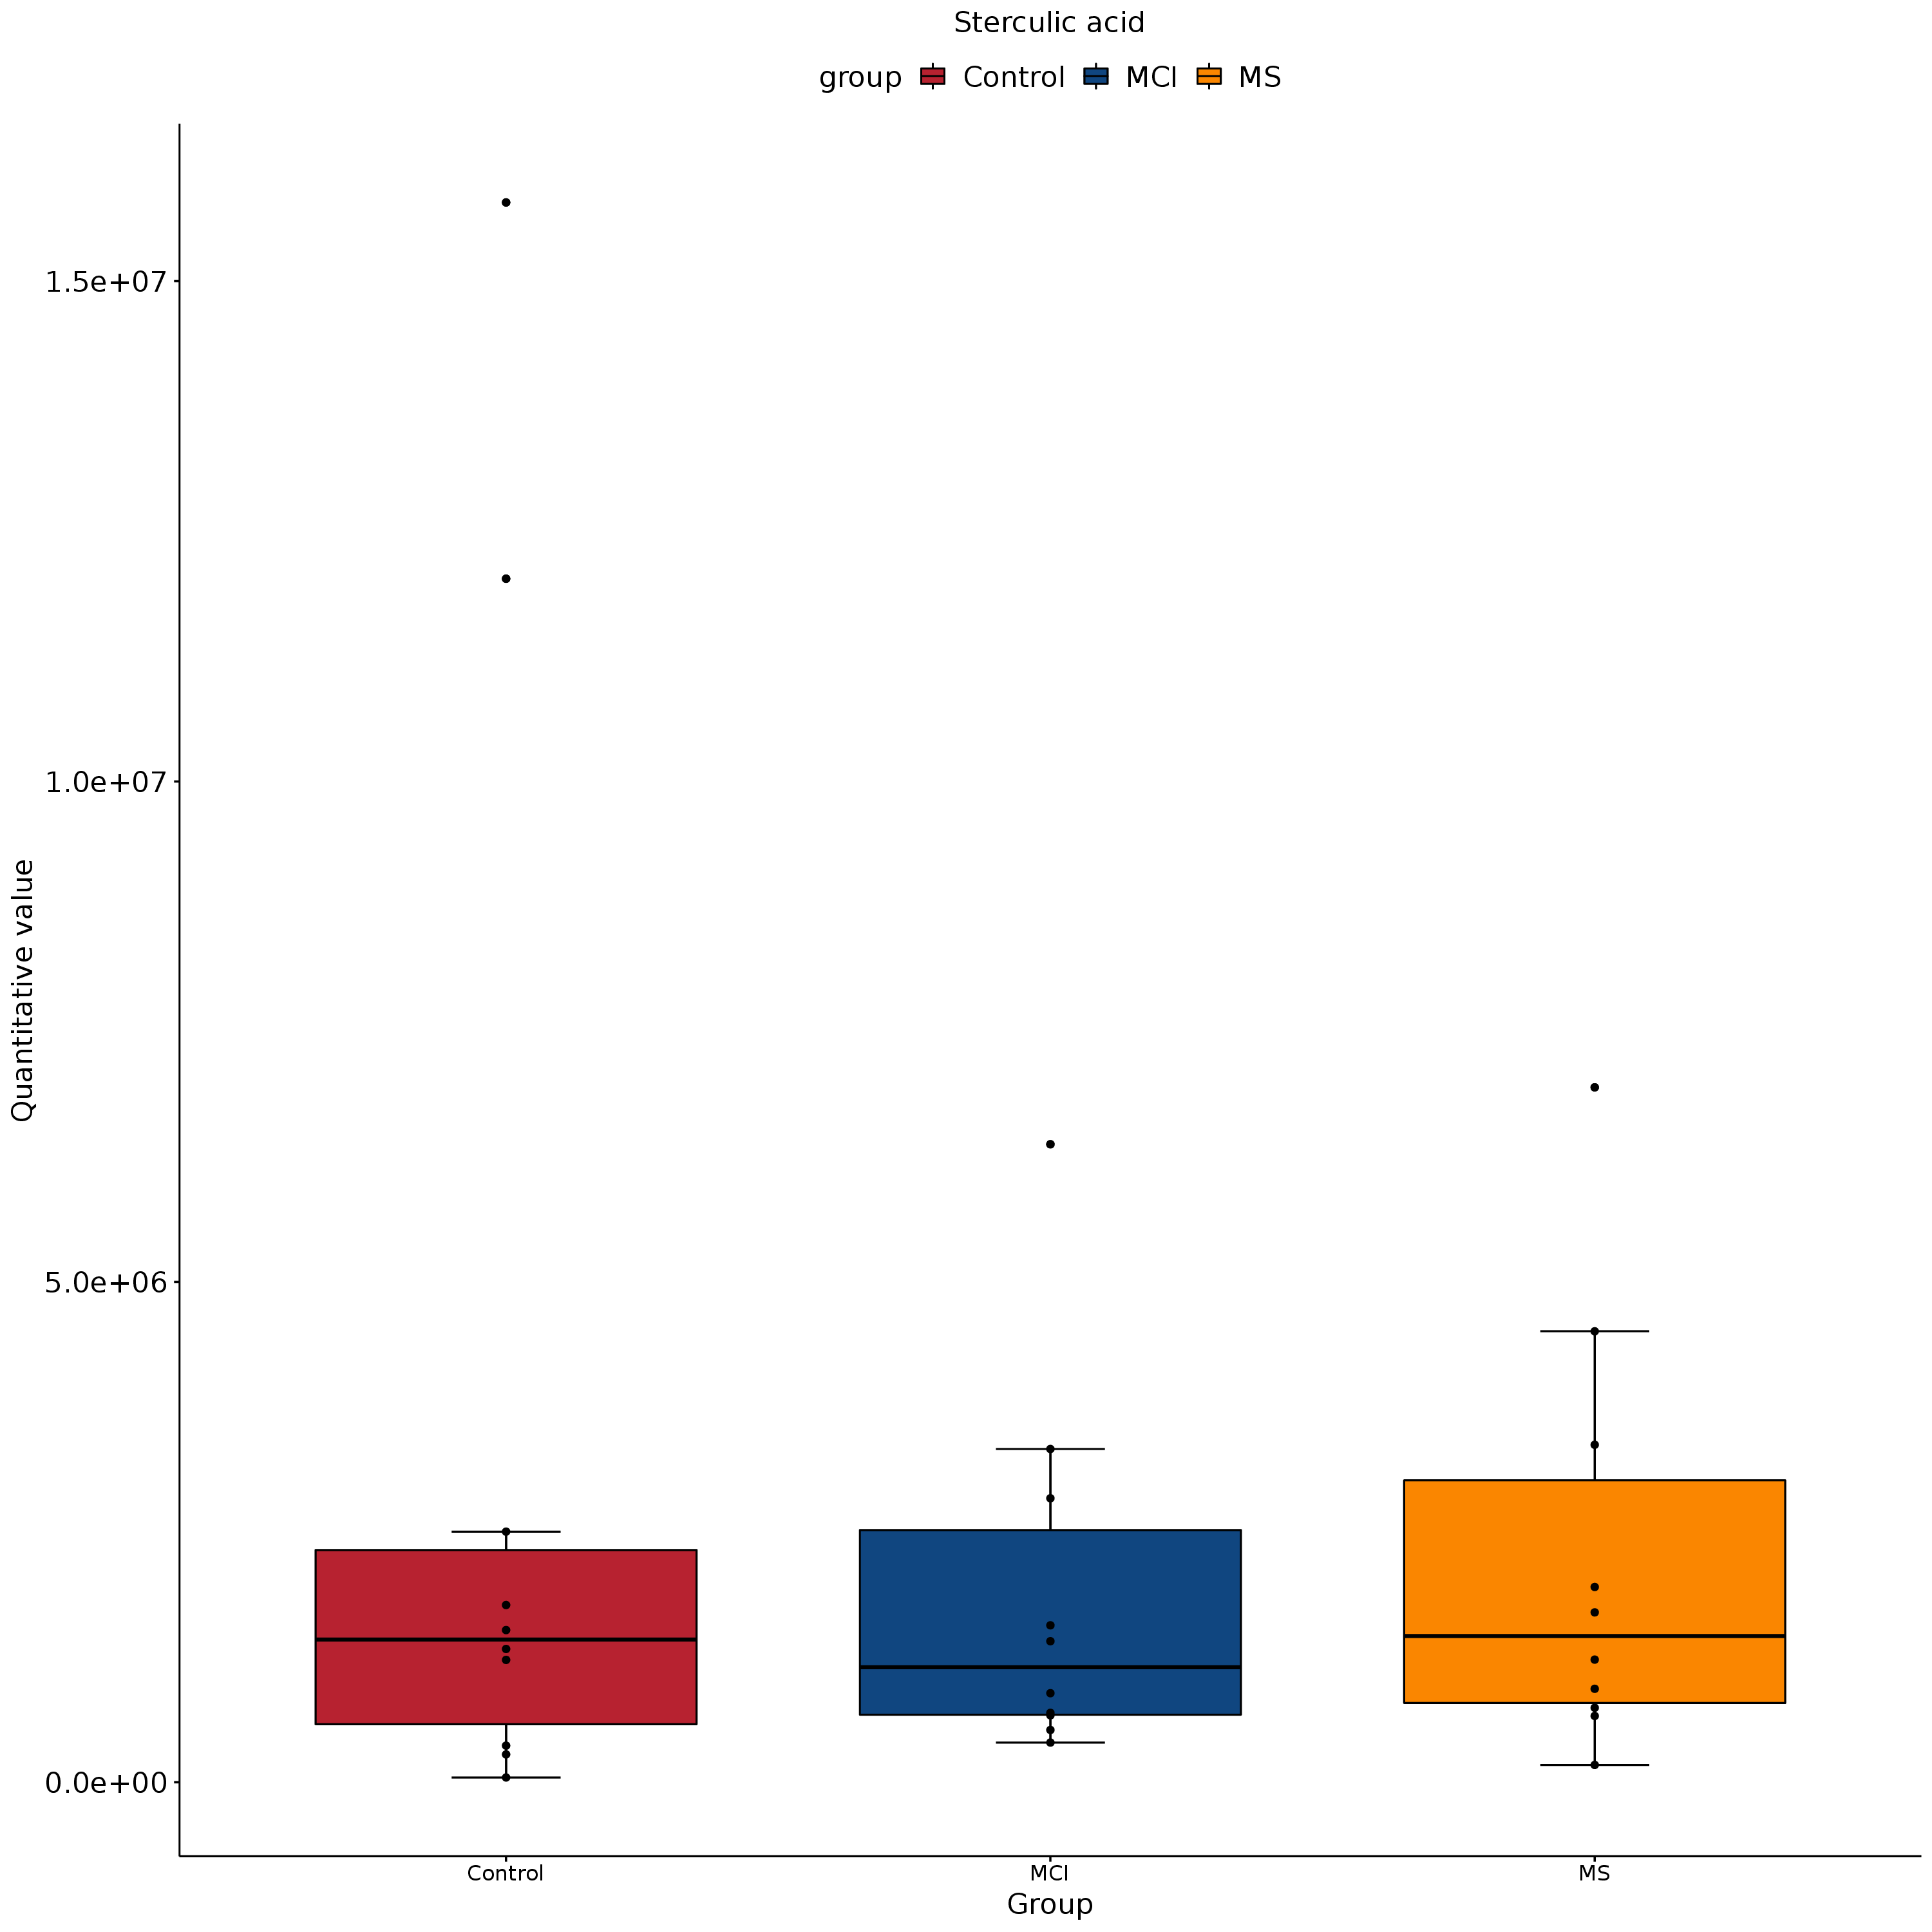 Sterculic acid
group Control MCI MS
1.5e+07
1.0e+07
5.0e+06
0.0e+00
Quantitative value
Control MCI MS
Group